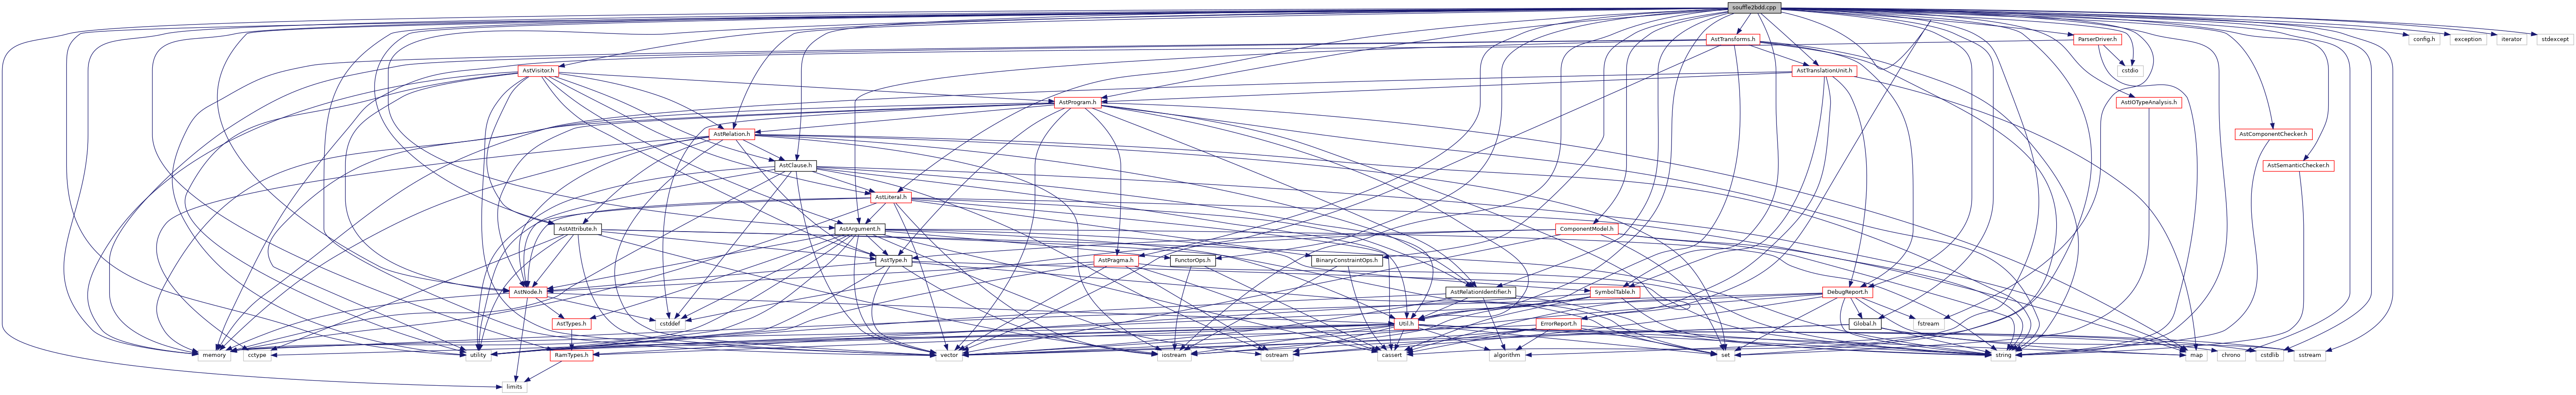 souffle2bdd.cpp
AstTransforms.h
ParserDriver.h
config.h
exception
iterator
stdexcept
AstVisitor.h
AstTranslationUnit.h
cstdio
AstProgram.h
AstIOTypeAnalysis.h
AstRelation.h
AstComponentChecker.h
AstClause.h
AstSemanticChecker.h
AstLiteral.h
AstAttribute.h
AstArgument.h
ComponentModel.h
AstType.h
AstPragma.h
FunctorOps.h
BinaryConstraintOps.h
AstNode.h
AstRelationIdentifier.h
SymbolTable.h
DebugReport.h
AstTypes.h
cstddef
Util.h
ErrorReport.h
Global.h
fstream
memory
cctype
utility
RamTypes.h
vector
iostream
ostream
cassert
algorithm
set
string
map
chrono
cstdlib
sstream
limits